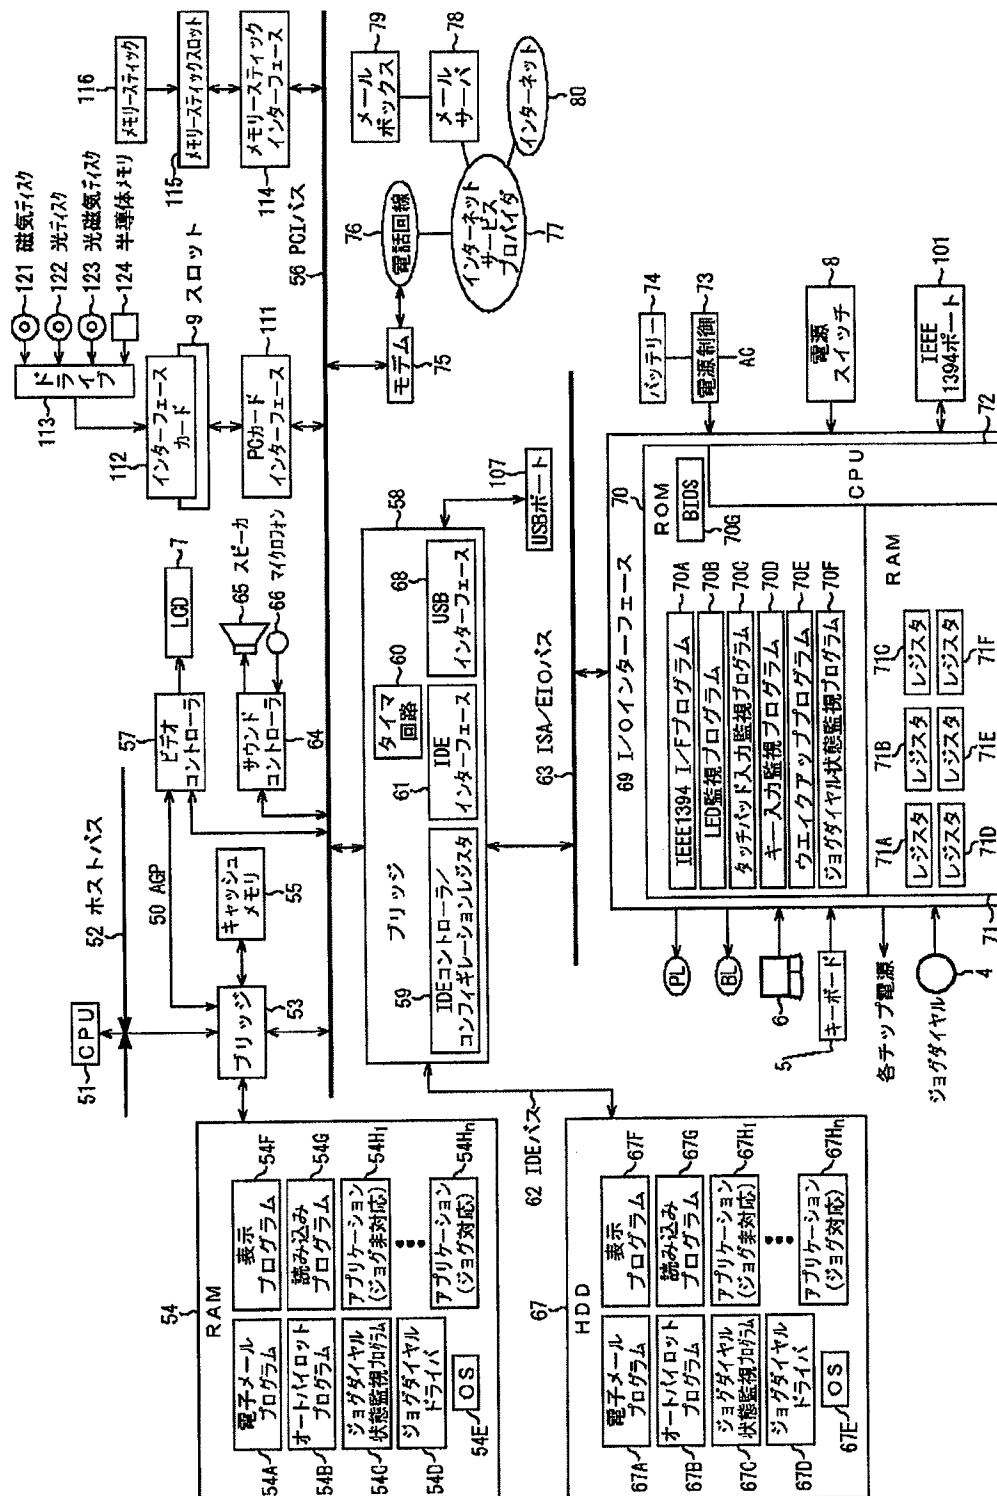 51 CPU
52 ホストバス
50 AGP
ブリッジ
53
キャッシュ
メモリ
55
ビデオ
コントローラ
57
LCD
7
サウンド
コントローラ
64
65 スピーカ
66 マイクロフォン
121 磁気ディスク
122 光ディスク
123 光磁気ディスク
124 半導体メモリ
ドライブ
113
インターフェース
カード
112
9 スロット
PCカード
インターフェース
111
メモリースティック
116
メモリースティックスロット
115
メモリースティック
インターフェース
114
56 PCIバス
54
RAM
電子メール
プログラム
54A
オートパイロット
プログラム
54B
ジョグダイヤル
状態監視プログラム
54C
ジョグダイヤル
ドライバ
54D
OS
54E
表示
プログラム
54F
読み込み
プログラム
54G
アプリケーション
(ジョグ非対応)
54H1
アプリケーション
(ジョグ対応)
54Hn
ブリッジ
58
IDEコントローラ/
コンフィギレーションレジスタ
59
タイマ
回路
60
IDE
インターフェース
61
USB
インターフェース
68
USBポート
107
モデム
75
電話回線
76
インターネット
サービス
プロバイダ
77
メール
サーバ
78
メール
ボックス
79
インターネット
80
62 IDEバス
63 ISA/EIOバス
67
HDD
電子メール
プログラム
67A
オートパイロット
プログラム
67B
ジョグダイヤル
状態監視プログラム
67C
ジョグダイヤル
ドライバ
67D
OS
67E
表示
プログラム
67F
読み込み
プログラム
67G
アプリケーション
(ジョグ非対応)
67H1
アプリケーション
(ジョグ対応)
67Hn
69 I/Oインターフェース
70
ROM
IEEE1394 I/Fプログラム
70A
LED監視プログラム
70B
タッチパッド入力監視プログラム
70C
キー入力監視プログラム
70D
ウエイクアッププログラム
70E
ジョグダイヤル状態監視プログラム
70F
BIOS
70G
CPU
72
RAM
71
71A
レジスタ
71B
レジスタ
71C
レジスタ
レジスタ
71D
レジスタ
71E
レジスタ
71F
PL
BL
6
キーボード
5
各チップ電源
ジョグダイヤル
4
バッテリー
74
電源制御
73
AC
電源
スイッチ
8
IEEE
1394ポート
101